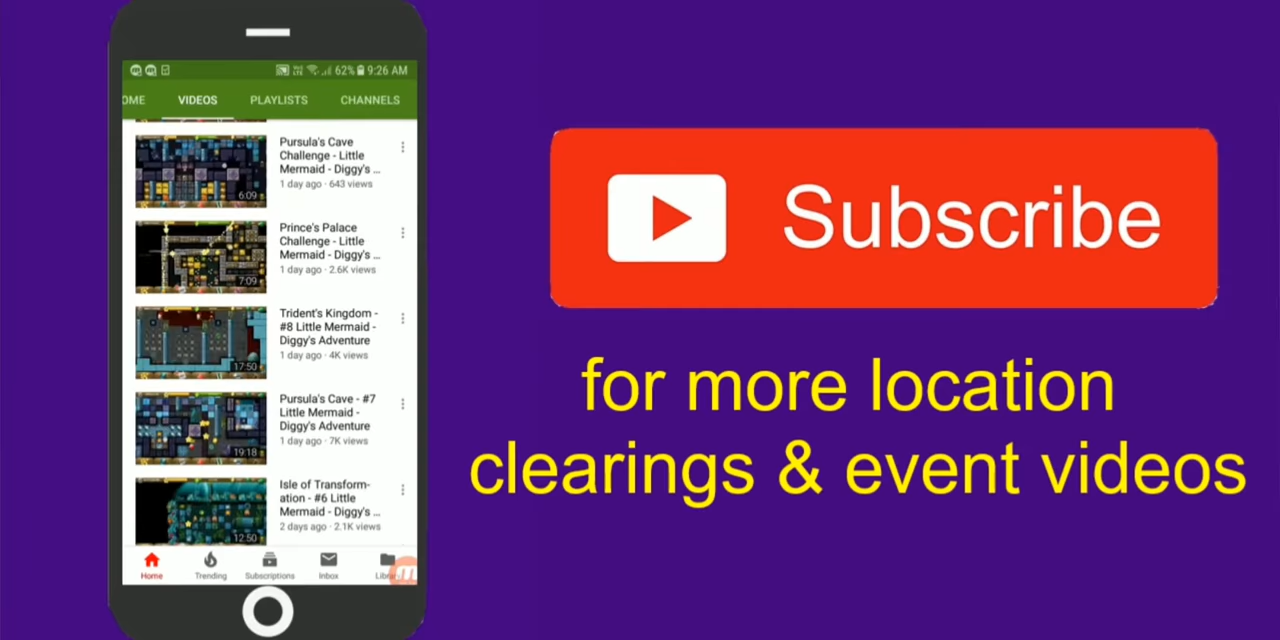 62% 9:26 AM
OME VIDEOS PLAYLISTS CHANNELS
Pursula's Cave
Challenge - Little
Mermaid - Diggy's ...
1 day ago · 643 views
6:09
Prince's Palace
Challenge - Little
Mermaid - Diggy's ...
1 day ago · 2.6K views
7:09
Trident's Kingdom -
#8 Little Mermaid -
Diggy's Adventure
1 day ago · 4K views
17:50
Pursula's Cave - #7
Little Mermaid -
Diggy's Adventure
1 day ago · 7K views
19:18
Isle of Transform-
ation - #6 Little
Mermaid - Diggy's ...
2 days ago · 2.1K views
12:50
Home Trending Subscriptions Inbox
Subscribe
for more location
clearings & event videos